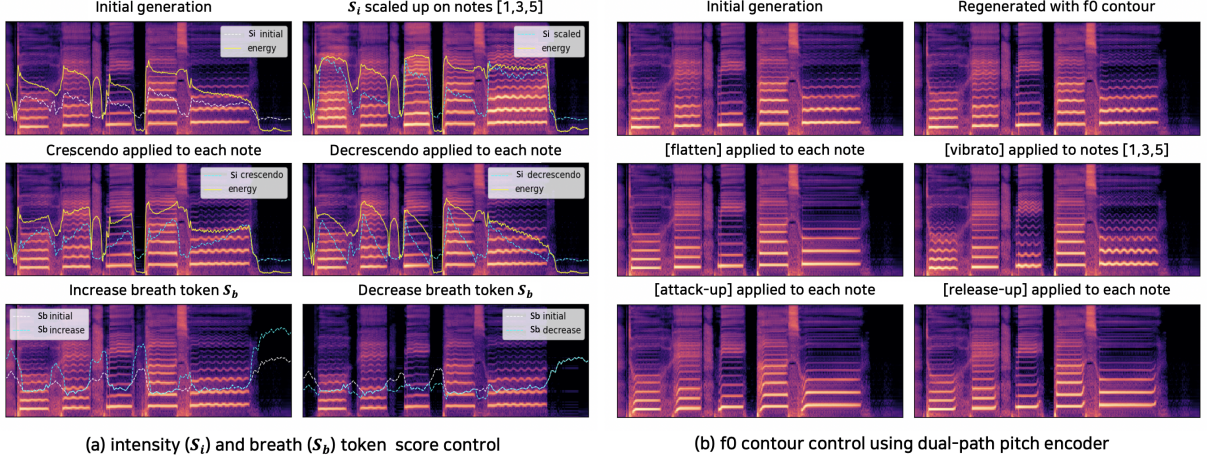 Initial generation
S_i scaled up on notes [1,3,5]
Si initial
energy
Si scaled
energy
Crescendo applied to each note
Decrescendo applied to each note
Si crescendo
energy
Si decrescendo
energy
Increase breath token S_b
Decrease breath token S_b
Sb initial
Sb increase
Sb initial
Sb decrease
(a) intensity (S_i) and breath (S_b) token score control
Initial generation
Regenerated with f0 contour
[flatten] applied to each note
[vibrato] applied to notes [1,3,5]
[attack-up] applied to each note
[release-up] applied to each note
(b) f0 contour control using dual-path pitch encoder